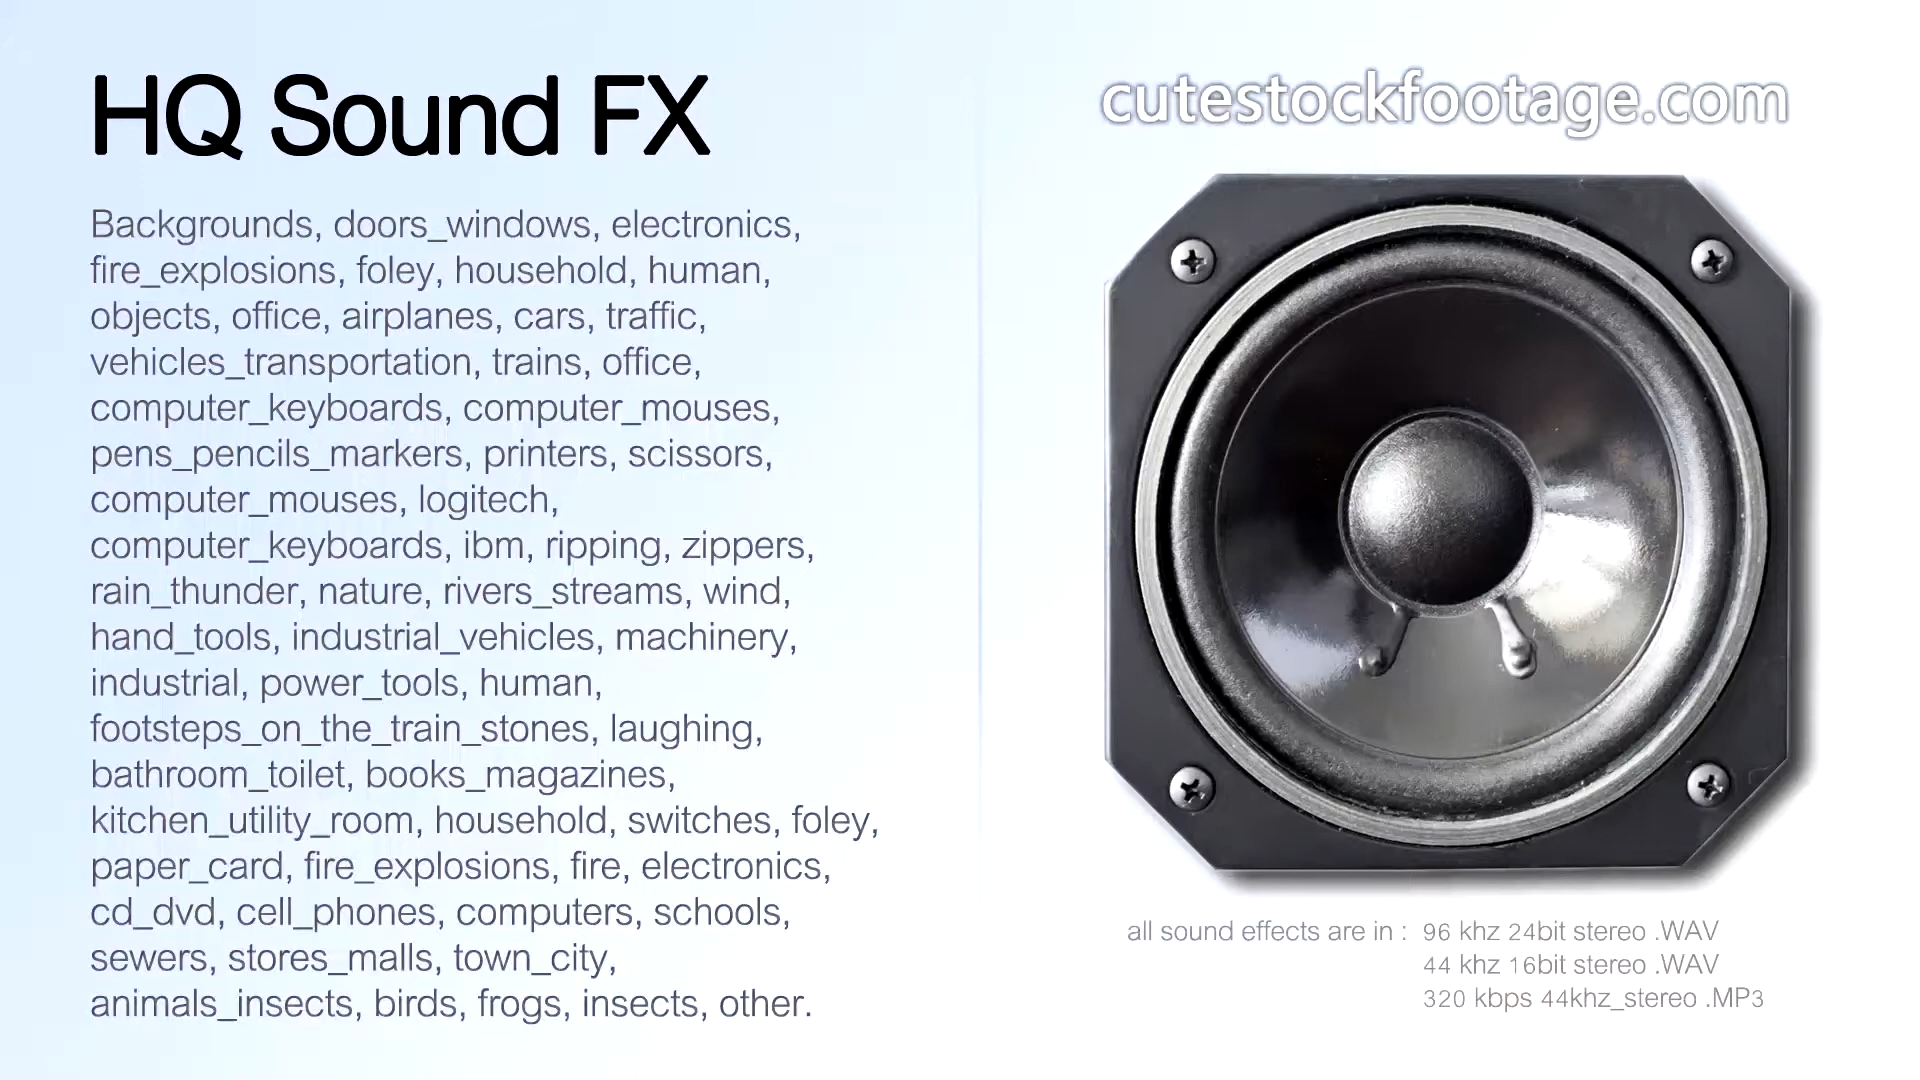 HQ Sound FX
cutestockfootage.com
Backgrounds, doors_windows, electronics,
fire_explosions, foley, household, human,
objects, office, airplanes, cars, traffic,
vehicles_transportation, trains, office,
computer_keyboards, computer_mouses,
pens_pencils_markers, printers, scissors,
computer_mouses, logitech,
computer_keyboards, ibm, ripping, zippers,
rain_thunder, nature, rivers_streams, wind,
hand_tools, industrial_vehicles, machinery,
industrial, power_tools, human,
footsteps_on_the_train_stones, laughing,
bathroom_toilet, books_magazines,
kitchen_utility_room, household, switches, foley,
paper_card, fire_explosions, fire, electronics,
cd_dvd, cell_phones, computers, schools,
sewers, stores_malls, town_city,
animals_insects, birds, frogs, insects, other.
all sound effects are in : 96 khz 24bit stereo .WAV
44 khz 16bit stereo .WAV
320 kbps 44khz_stereo .MP3